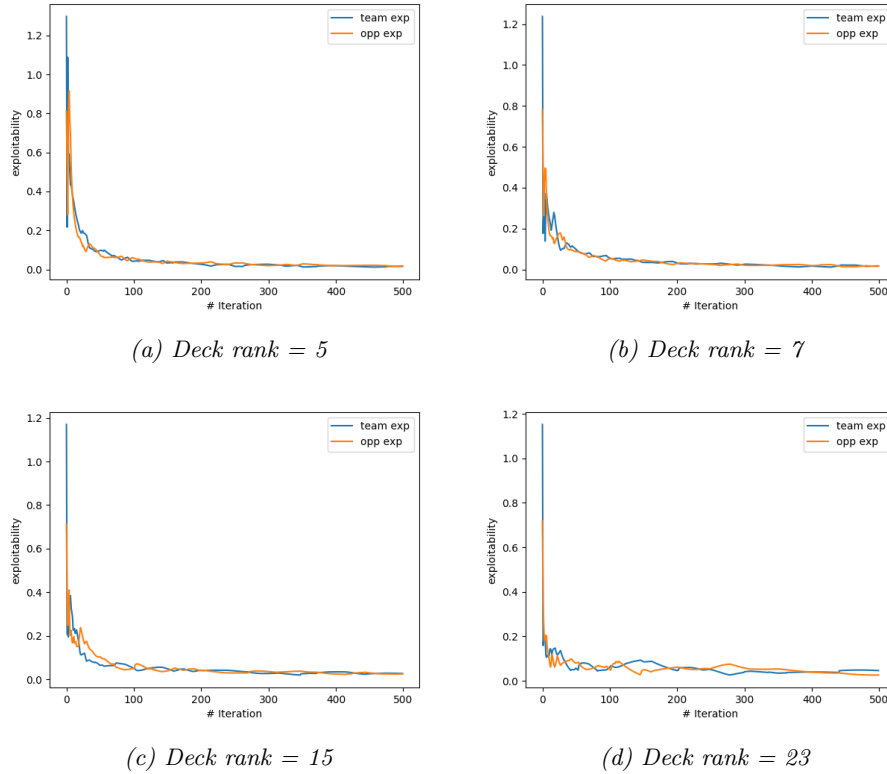 team exp
opp exp
exploitability
1.2
1.0
0.8
0.6
0.4
0.2
0.0
0 100 200 300 400 500
# Iteration
(a) Deck rank = 5
team exp
opp exp
exploitability
1.2
1.0
0.8
0.6
0.4
0.2
0.0
0 100 200 300 400 500
# Iteration
(b) Deck rank = 7
team exp
opp exp
exploitability
1.2
1.0
0.8
0.6
0.4
0.2
0.0
0 100 200 300 400 500
# Iteration
(c) Deck rank = 15
team exp
opp exp
exploitability
1.2
1.0
0.8
0.6
0.4
0.2
0.0
0 100 200 300 400 500
# Iteration
(d) Deck rank = 23